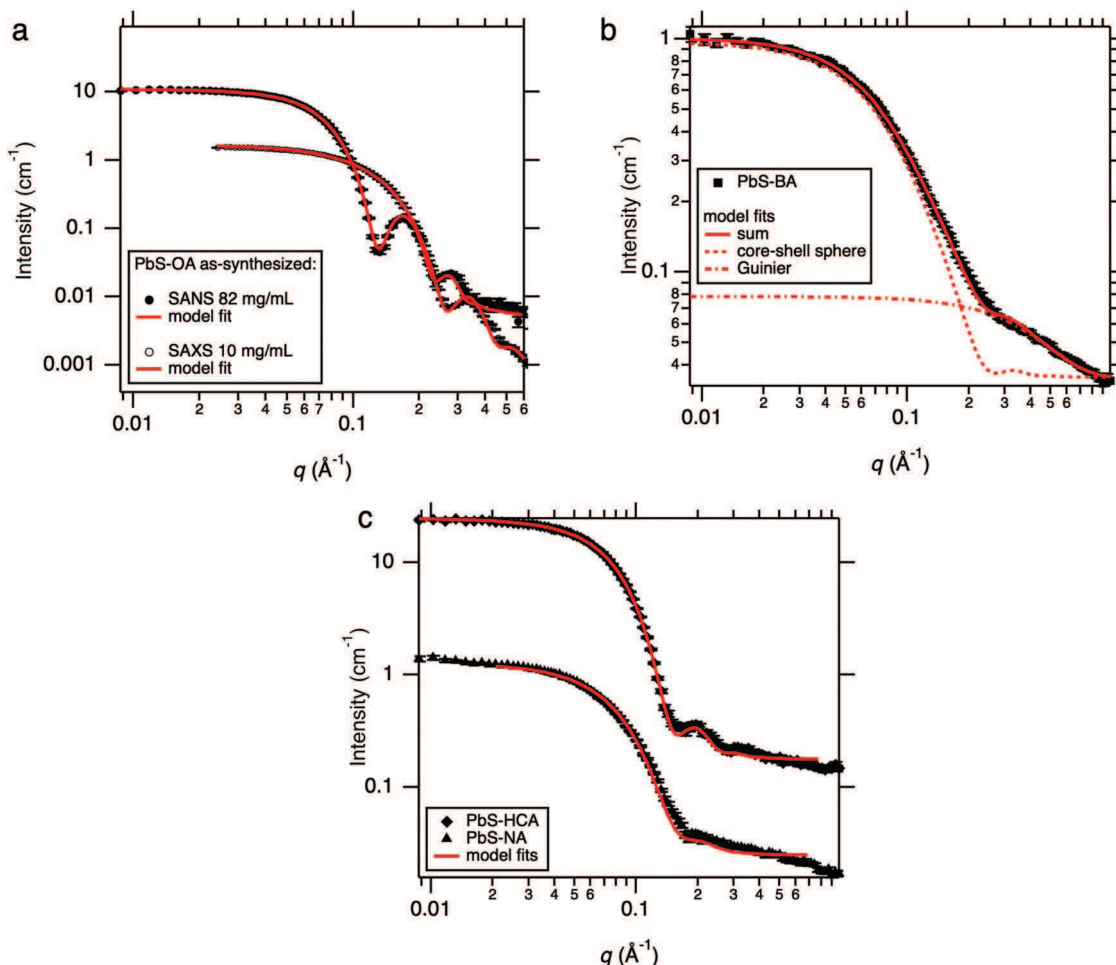 a
Intensity (cm⁻¹)
10
1
0.1
0.01
0.001
PbS-OA as-synthesized:
SANS 82 mg/mL
model fit
SAXS 10 mg/mL
model fit
0.01
2
3
4
5
6
7
0.1
2
3
4
5
6
q (Å⁻¹)
b
Intensity (cm⁻¹)
1
8
7
6
5
4
3
2
0.1
8
7
6
5
4
PbS-BA
model fits
sum
core-shell sphere
Guinier
0.01
2
3
4
5
6
0.1
2
3
4
5
6
q (Å⁻¹)
c
Intensity (cm⁻¹)
10
1
0.1
PbS-HCA
PbS-NA
model fits
0.01
2
3
4
5
6
0.1
2
3
4
5
6
q (Å⁻¹)